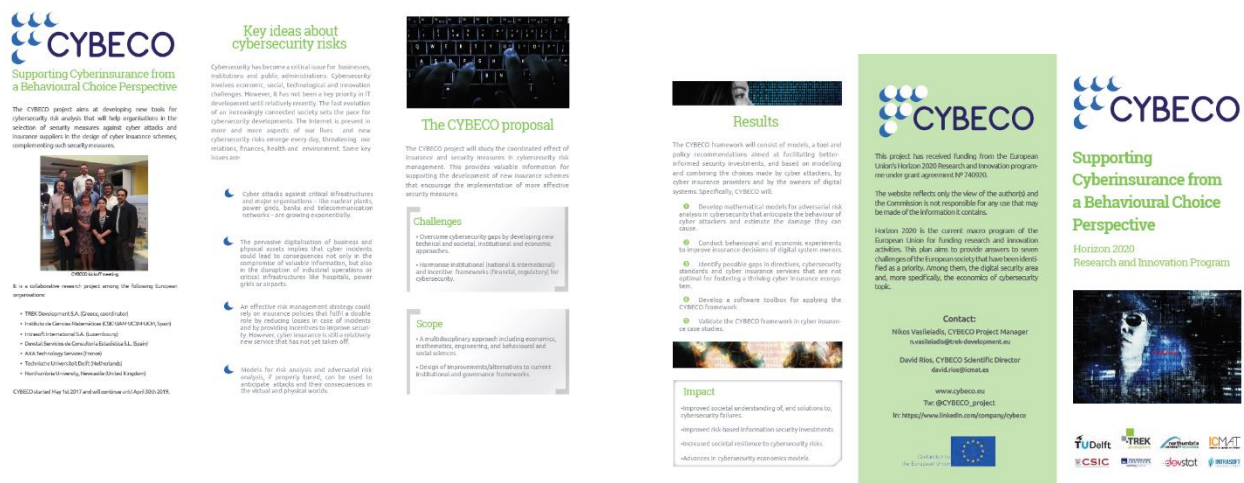 CYBECO
Supporting Cyberinsurance from
a Behavioural Choice Perspective
The CYBECO project aims at developing new tools for
cybersecurity risk analysis that will help organisations in the
selection of security measures against cyber attacks and
insurance suppliers in the design of cyber insurance schemes,
complementing such security measures.
CYBECO kick-off meeting
It is a collaborative research project among the following European
organisations:
• TREK Development S.A. (Greece, coordinator)
• Instituto de Ciencias Matemáticas (CSIC-UAM-UC3M-UCM, Spain)
• Intrasoft International S.A. (Luxembourg)
• Devstat Servicios de Consultoría Estadística S.L. (Spain)
• AXA Technology Services (France)
• Technische Universiteit Delft (Netherlands)
• Northumbria University, Newcastle (United Kingdom)
CYBECO started May 1st 2017 and will continue until April 30th 2019.
Key ideas about
cybersecurity risks
Cybersecurity has become a critical issue for businesses,
institutions and public administrations. Cybersecurity
involves economic, social, technological and innovation
challenges. However, it has not been a key priority in IT
development until relatively recently. The fast evolution
of an increasingly connected society sets the pace for
cybersecurity developments. The Internet is present in
more and more aspects of our lives and new
cybersecurity risks emerge every day, threatening our
relations, finances, health and environment. Some key
issues are:
Cyber attacks against critical infrastructures
and major organisations - like nuclear plants,
power grids, banks and telecommunication
networks - are growing exponentially.
The pervasive digitalisation of business and
physical assets implies that cyber incidents
could lead to consequences not only in the
compromise of valuable information, but also
in the disruption of industrial operations or
critical infrastructures like hospitals, power
grids or airports.
An effective risk management strategy could
rely on insurance policies that fulfil a double
role by reducing losses in case of incidents
and by providing incentives to improve securi-
ty. However, cyber insurance is still a relatively
new service that has not yet taken off.
Models for risk analysis and adversarial risk
analysis, if properly tuned, can be used to
anticipate attacks and their consequences in
the virtual and physical worlds.
The CYBECO proposal
The CYBECO project will study the coordinated effect of
insurance and security measures in cybersecurity risk
management. This provides valuable information for
supporting the development of new insurance schemes
that encourage the implementation of more effective
security measures.
Challenges
• Overcome cybersecurity gaps by developing new
technical and societal, institutional and economic
approaches.
• Harmonise institutional (national & international)
and incentive frameworks (financial, regulatory) for
cybersecurity.
Scope
• A multidisciplinary approach including economics,
mathematics, engineering, and behavioural and
social sciences.
• Design of improvements/alternatives to current
institutional and governance frameworks.
Results
The CYBECO framework will consist of models, a tool and
policy recommendations aimed at facilitating better-
informed security investments, and based on modeling
and combining the choices made by cyber attackers, by
cyber insurance providers and by the owners of digital
systems. Specifically, CYBECO will:
Develop mathematical models for adversarial risk
analysis in cybersecurity that anticipate the behaviour of
cyber attackers and estimate the damage they can
cause.
Conduct behavioural and economic experiments
to improve insurance decisions of digital system owners.
Identify possible gaps in directives, cybersecurity
standards and cyber insurance services that are not
optimal for fostering a thriving cyber insurance ecosys-
tem.
Develop a software toolbox for applying the
CYBECO framework.
Validate the CYBECO framework in cyber insuran-
ce case studies.
Impact
•Improved societal understanding of, and solutions to,
cybersecurity failures.
•Improved risk-based information security investments.
•Increased societal resilience to cybersecurity risks.
•Advances in cybersecurity economics models.
CYBECO
This project has received funding from the European
Union's Horizon 2020 Research and Innovation program-
me under grant agreement Nº 740920.
The website reflects only the view of the author(s) and
the Commission is not responsible for any use that may
be made of the information it contains.
Horizon 2020 is the current macro program of the
European Union for funding research and innovation
activities. This plan aims to provide answers to seven
challenges of the European society that have been identi-
fied as a priority. Among them, the digital security area
and, more specifically, the economics of cybersecurity
topic.
Contact:
Nikos Vasileiadis, CYBECO Project Manager
n.vasileiadis@trek-development.eu
David Rios, CYBECO Scientific Director
david.rios@icmat.es
www.cybeco.eu
Tw: @CYBECO_project
In: https://www.linkedin.com/company/cybeco
the European Union
CYBECO
Supporting
Cyberinsurance from
a Behavioural Choice
Perspective
Horizon 2020
Research and Innovation Program
TUDelft
TREK
northumbria
ICMAT
CSIC
devstat
INTRASOFT